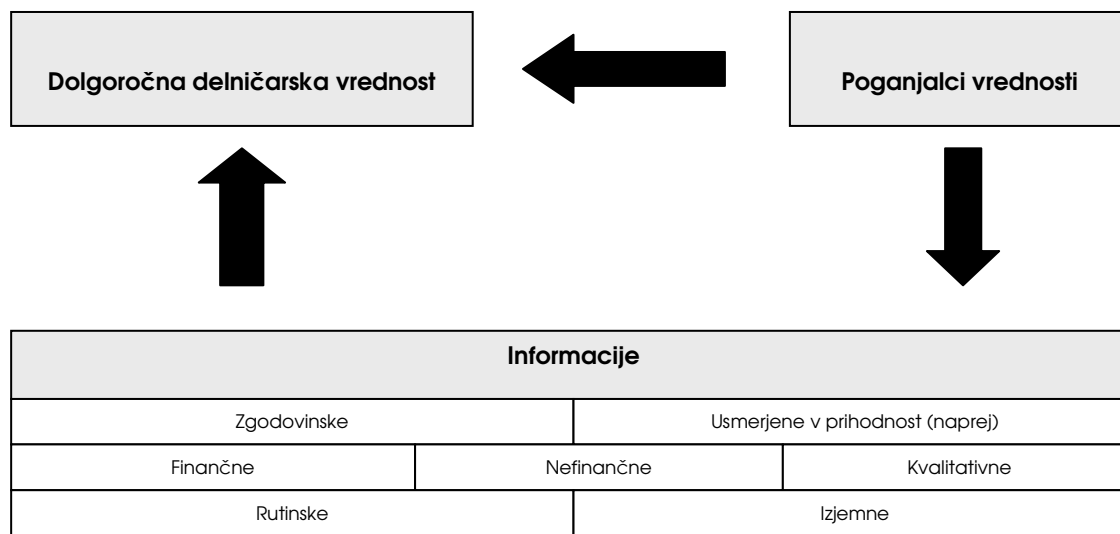 Dolgoročna delničarska vrednost
Poganjalci vrednosti
Informacije
Zgodovinske
Usmerjene v prihodnost (naprej)
Finančne
Nefinančne
Kvalitativne
Rutinske
Izjemne